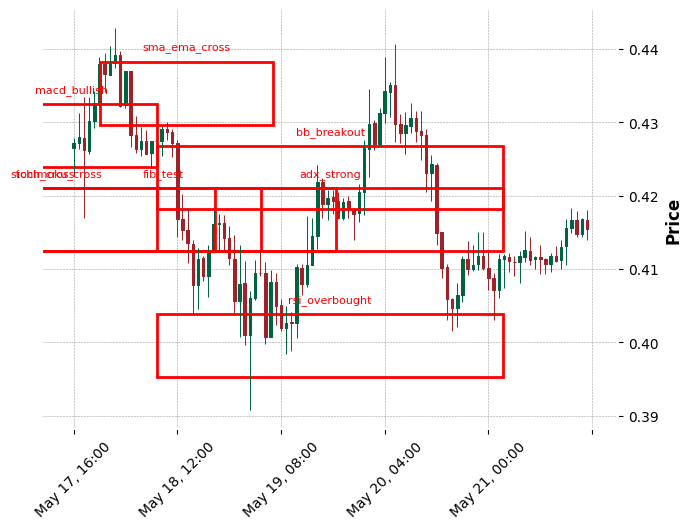 sma_ema_cross
0.44
macd_bullish
0.43
bb_breakout
fib_test
adx_strong
0.42
Price
0.41
rsi_overbought
0.40
0.39
May 17, 16:00
May 18, 12:00
May 19, 08:00
May 20, 04:00
May 21, 00:00